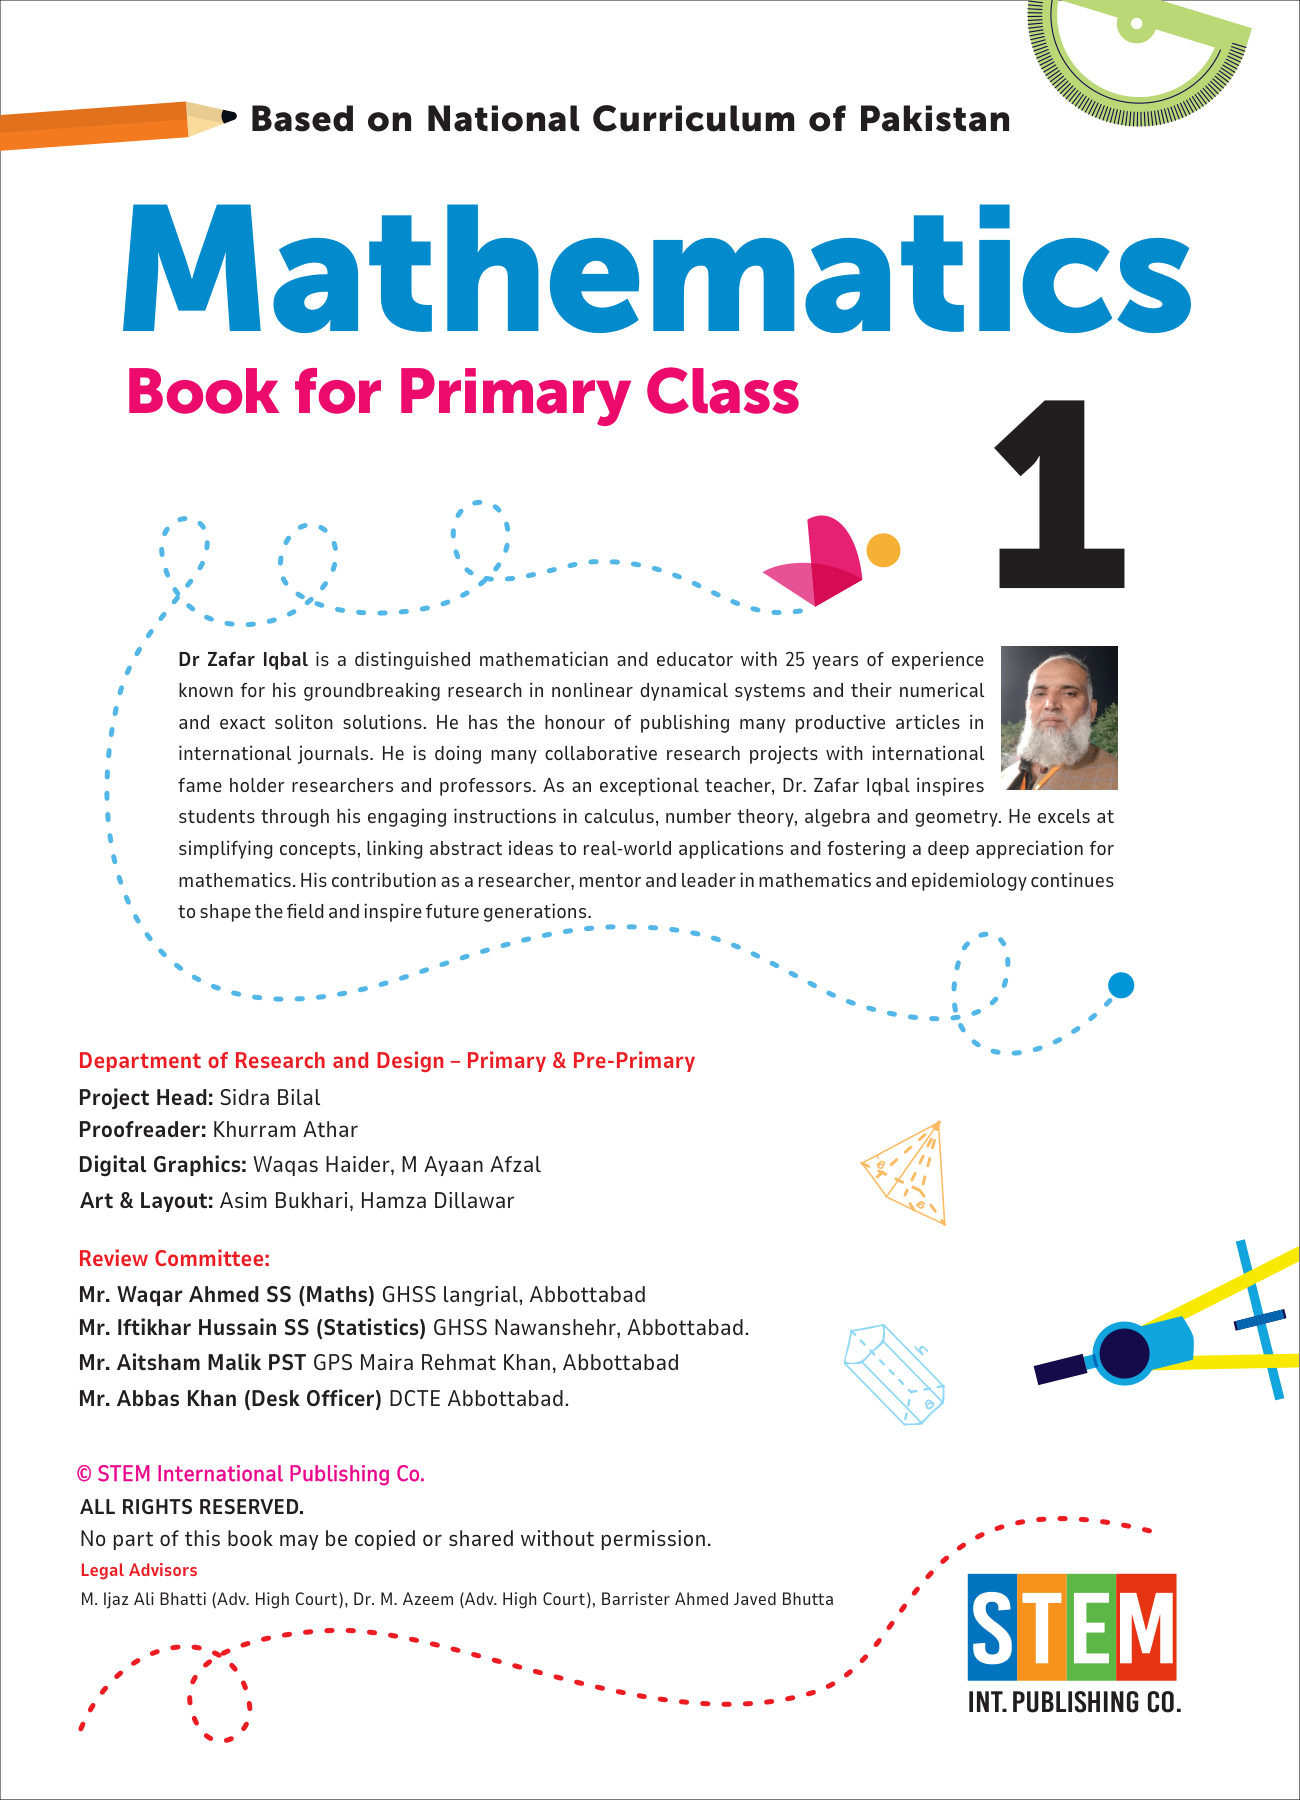 Based on National Curriculum of Pakistan
Mathematics
Book for Primary Class
1
Dr Zafar Iqbal is a distinguished mathematician and educator with 25 years of experience
known for his groundbreaking research in nonlinear dynamical systems and their numerical
and exact soliton solutions. He has the honour of publishing many productive articles in
international journals. He is doing many collaborative research projects with international
fame holder researchers and professors. As an exceptional teacher, Dr. Zafar Iqbal inspires
students through his engaging instructions in calculus, number theory, algebra and geometry. He excels at
simplifying concepts, linking abstract ideas to real-world applications and fostering a deep appreciation for
mathematics. His contribution as a researcher, mentor and leader in mathematics and epidemiology continues
to shape the field and inspire future generations.
Department of Research and Design – Primary & Pre-Primary
Project Head: Sidra Bilal
Proofreader: Khurram Athar
Digital Graphics: Waqas Haider, M Ayaan Afzal
Art & Layout: Asim Bukhari, Hamza Dillawar
Review Committee:
Mr. Waqar Ahmed SS (Maths) GHSS langrial, Abbottabad
Mr. Iftikhar Hussain SS (Statistics) GHSS Nawanshehr, Abbottabad.
Mr. Aitsham Malik PST GPS Maira Rehmat Khan, Abbottabad
Mr. Abbas Khan (Desk Officer) DCTE Abbottabad.
h
© STEM International Publishing Co.
ALL RIGHTS RESERVED.
No part of this book may be copied or shared without permission.
Legal Advisors
M. Ijaz Ali Bhatti (Adv. High Court), Dr. M. Azeem (Adv. High Court), Barrister Ahmed Javed Bhutta
STEM
INT. PUBLISHING CO.